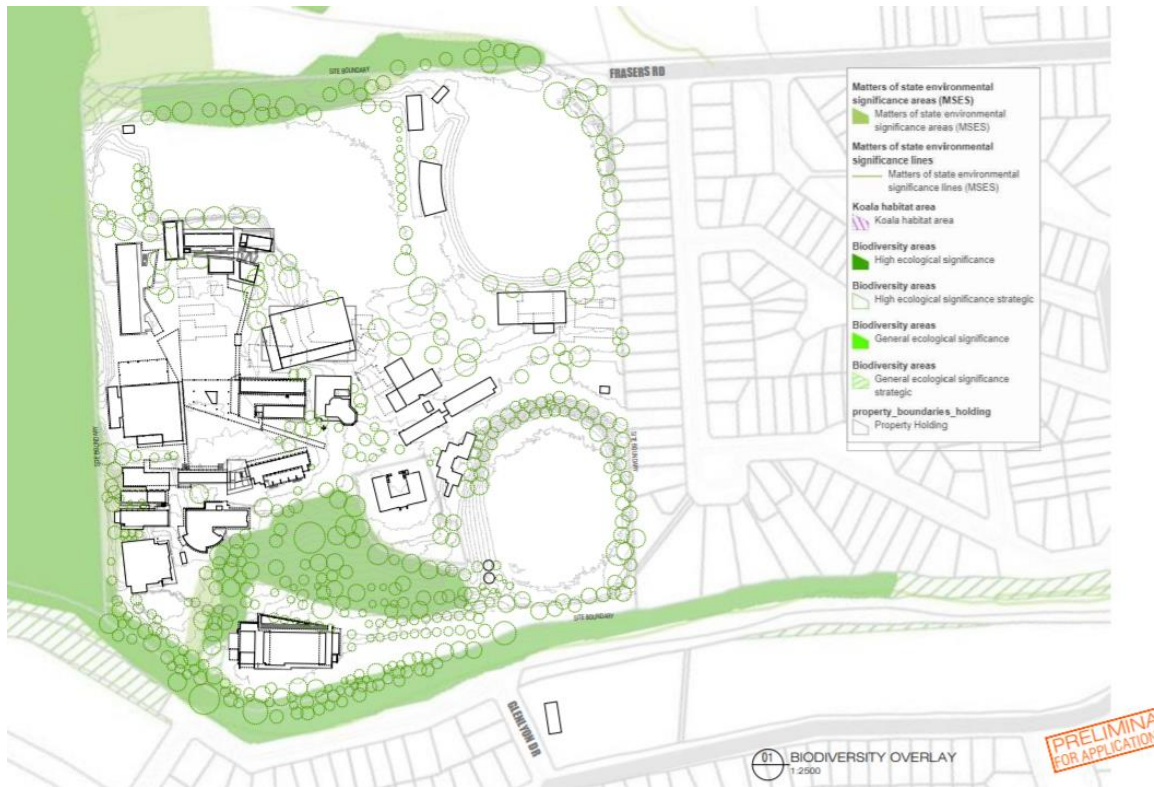 SITE BOUNDARY
FRASERS RD
Matters of state environmental
significance areas (MSES)
Matters of state environmental
significance areas (MSES)
Matters of state environmental
significance lines
Matters of state environmental
significance lines (MSES)
Koala habitat area
Koala habitat area
Biodiversity areas
High ecological significance
Biodiversity areas
High ecological significance strategic
Biodiversity areas
General ecological significance
Biodiversity areas
General ecological significance
strategic
property_boundaries_holding
Property Holding
SITE BOUNDARY
SITE BOUNDARY
SITE BOUNDARY
GLENLYON DR
01 BIODIVERSITY OVERLAY
1:2500
PRELIMINA
FOR APPLICATION